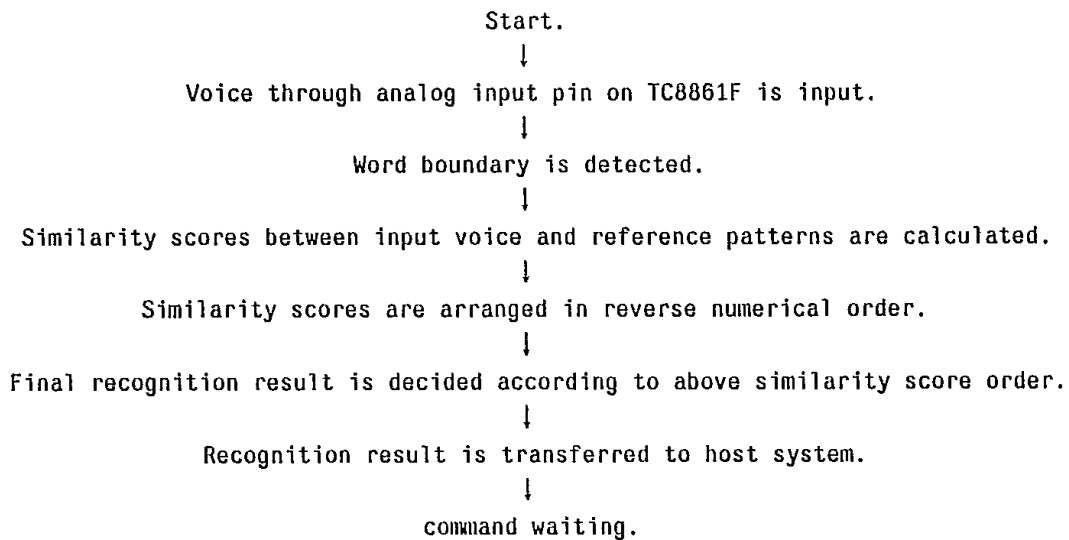 Start.
↓
Voice through analog input pin on TC8861F is input.
↓
Word boundary is detected.
↓
Similarity scores between input voice and reference patterns are calculated.
↓
Similarity scores are arranged in reverse numerical order.
↓
Final recognition result is decided according to above similarity score order.
↓
Recognition result is transferred to host system.
↓
command waiting.